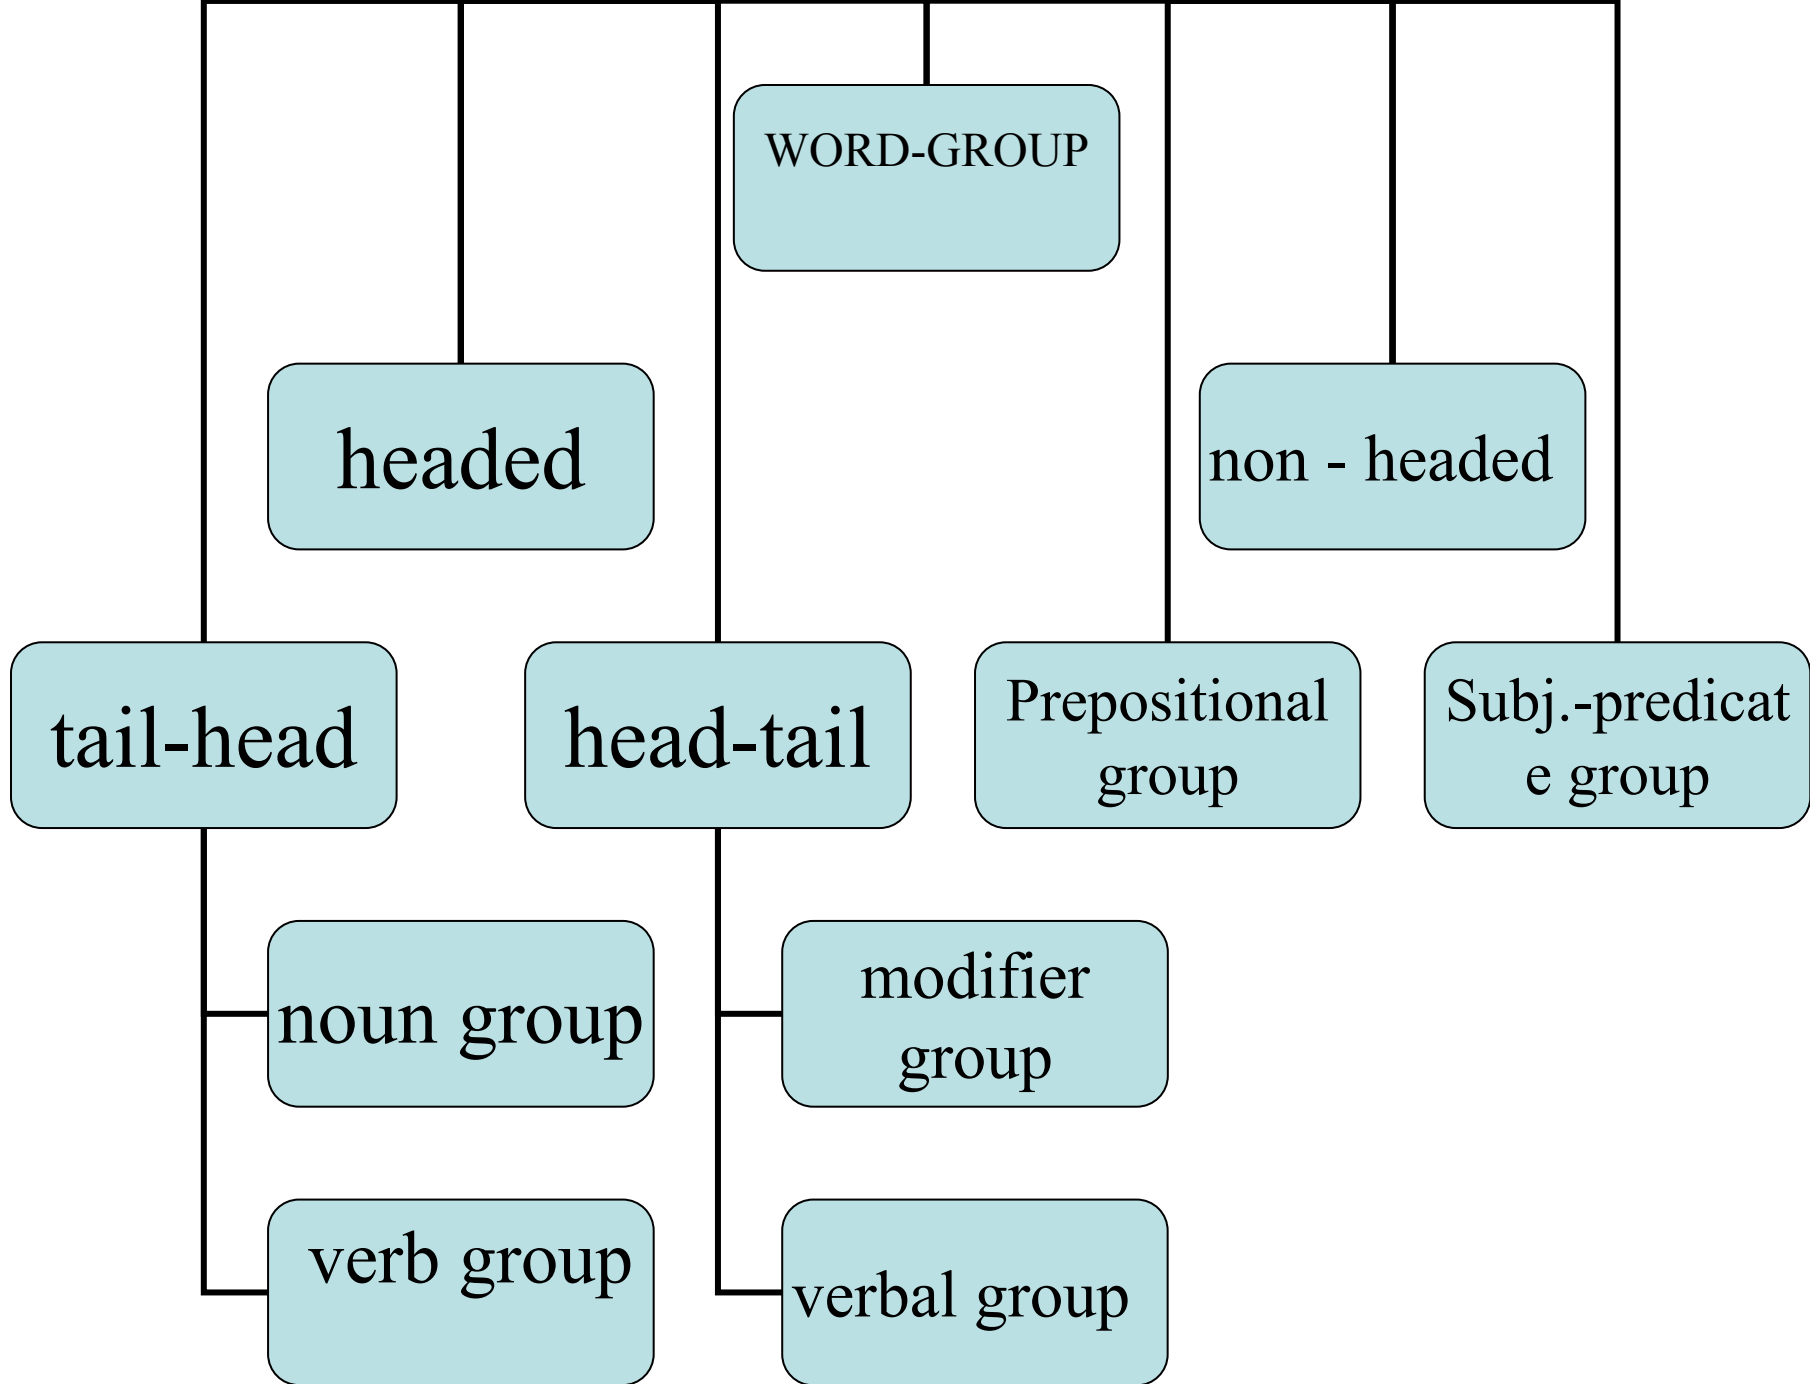 WORD-GROUP
headed
non - headed
tail-head
head-tail
Prepositional
group
Subj.-predicat
e group
noun group
modifier
group
verb group
verbal group